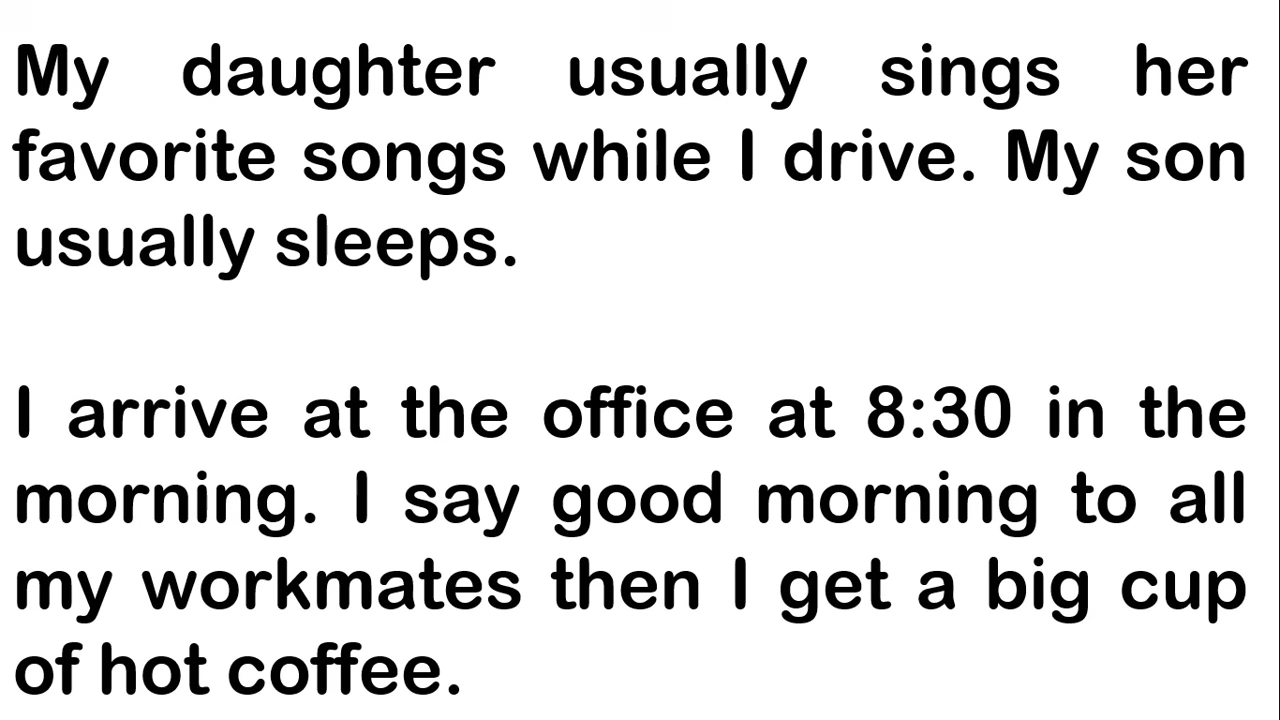 My daughter usually sings her
favorite songs while I drive. My son
usually sleeps.
I arrive at the office at 8:30 in the
morning. I say good morning to all
my workmates then I get a big cup
of hot coffee.